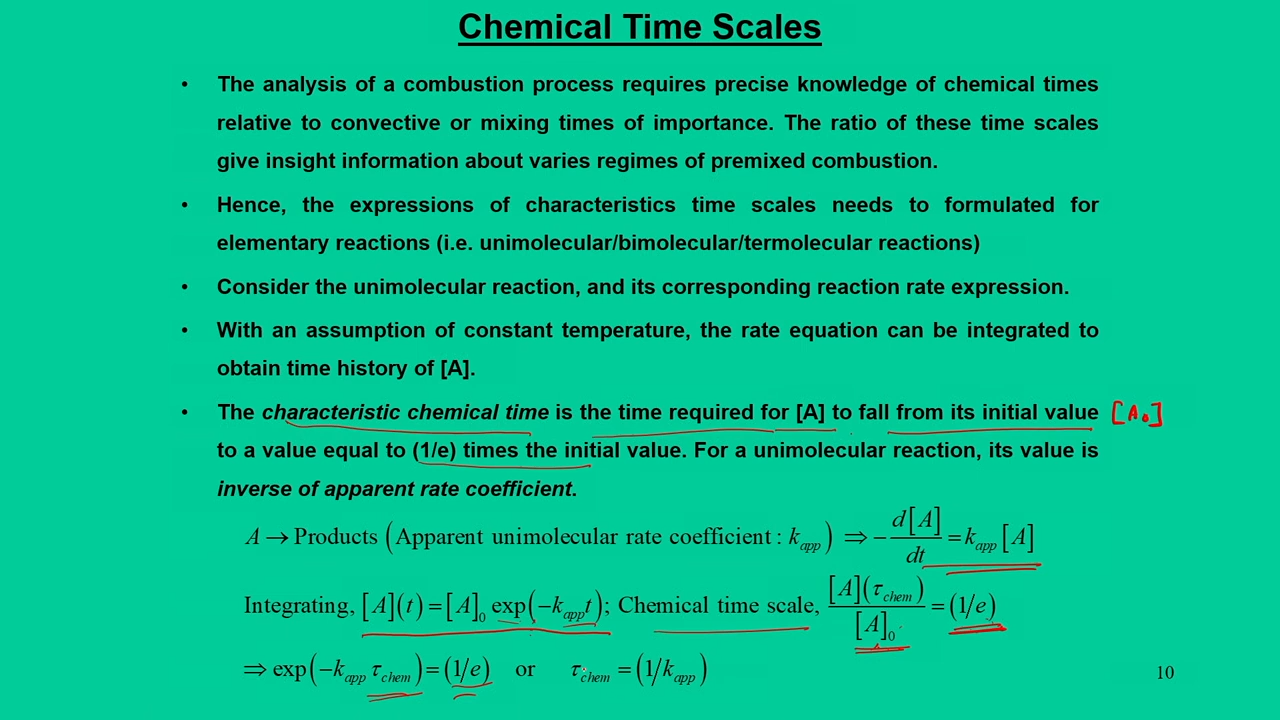 Chemical Time Scales
• The analysis of a combustion process requires precise knowledge of chemical times
relative to convective or mixing times of importance. The ratio of these time scales
give insight information about varies regimes of premixed combustion.
• Hence, the expressions of characteristics time scales needs to formulated for
elementary reactions (i.e. unimolecular/bimolecular/termolecular reactions)
• Consider the unimolecular reaction, and its corresponding reaction rate expression.
• With an assumption of constant temperature, the rate equation can be integrated to
obtain time history of [A].
• The characteristic chemical time is the time required for [A] to fall from its initial value [A₀]
to a value equal to (1/e) times the initial value. For a unimolecular reaction, its value is
inverse of apparent rate coefficient.
A → Products (Apparent unimolecular rate coefficient : k_app) ⇒ −d[A]/dt = k_app [A]
Integrating, [A](t) = [A]₀ exp(−k_app t); Chemical time scale, [A](τ_chem)/[A]₀ = (1/e)
⇒ exp(−k_app τ_chem) = (1/e) or τ_chem = (1/k_app)
10